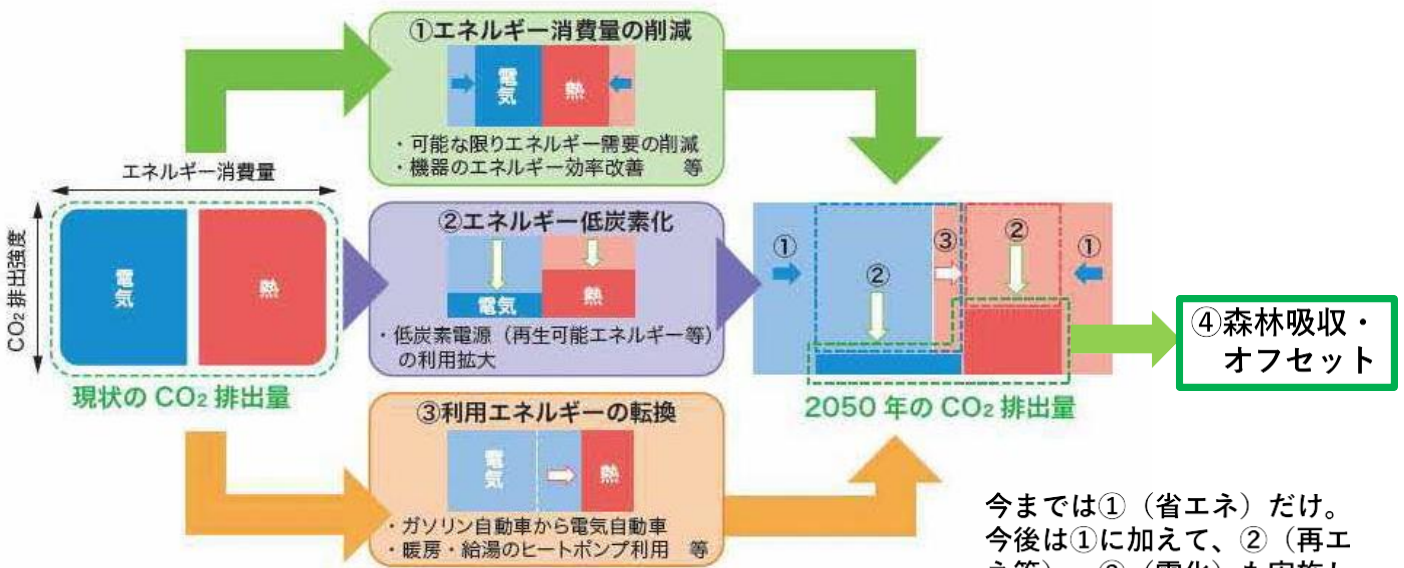 ①エネルギー消費量の削減
電気
熱
・可能な限りエネルギー需要の削減
・機器のエネルギー効率改善 等
エネルギー消費量
CO2 排出強度
電気
熱
現状の CO2 排出量
②エネルギー低炭素化
電気
熱
・低炭素電源（再生可能エネルギー等）
の利用拡大
③利用エネルギーの転換
電気
熱
・ガソリン自動車から電気自動車
・暖房・給湯のヒートポンプ利用 等
①
②
③
②
①
2050 年の CO2 排出量
④森林吸収・
オフセット
今までは①（省エネ）だけ。
今後は①に加えて、②（再エ